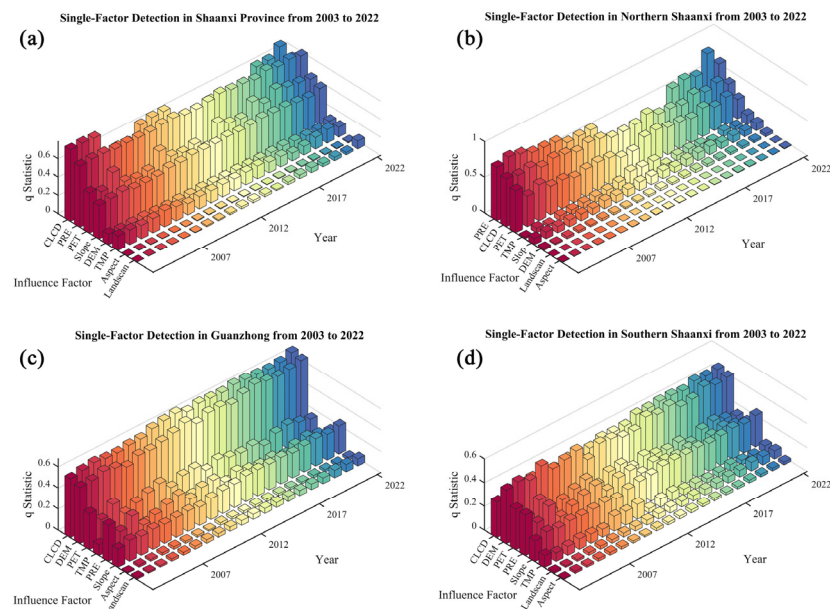 Single-Factor Detection in Shaanxi Province from 2003 to 2022
(a)
q Statistic
0.6
0.4
0.2
0
CLCD
PRE
PET
Slope
DEM
TMP
Aspect
Landscan
Influence Factor
2007
2012
2017
2022
Year
Single-Factor Detection in Northern Shaanxi from 2003 to 2022
(b)
q Statistic
1
0.5
0
PRE
CLCD
PET
TMP
Slop
DEM
Landscan
Aspect
Influence Factor
2007
2012
2017
2022
Year
Single-Factor Detection in Guanzhong from 2003 to 2022
(c)
q Statistic
0.6
0.4
0.2
0
CLCD
DEM
PET
TMP
PRE
Slope
Aspect
andscan
Influence Factor
2007
2012
2017
2022
Year
Single-Factor Detection in Southern Shaanxi from 2003 to 2022
(d)
q Statistic
0.6
0.4
0.2
0
CLCD
DEM
PET
PRE
Slope
TMP
Landscan
Aspect
Influence Factor
2007
2012
2017
2022
Year